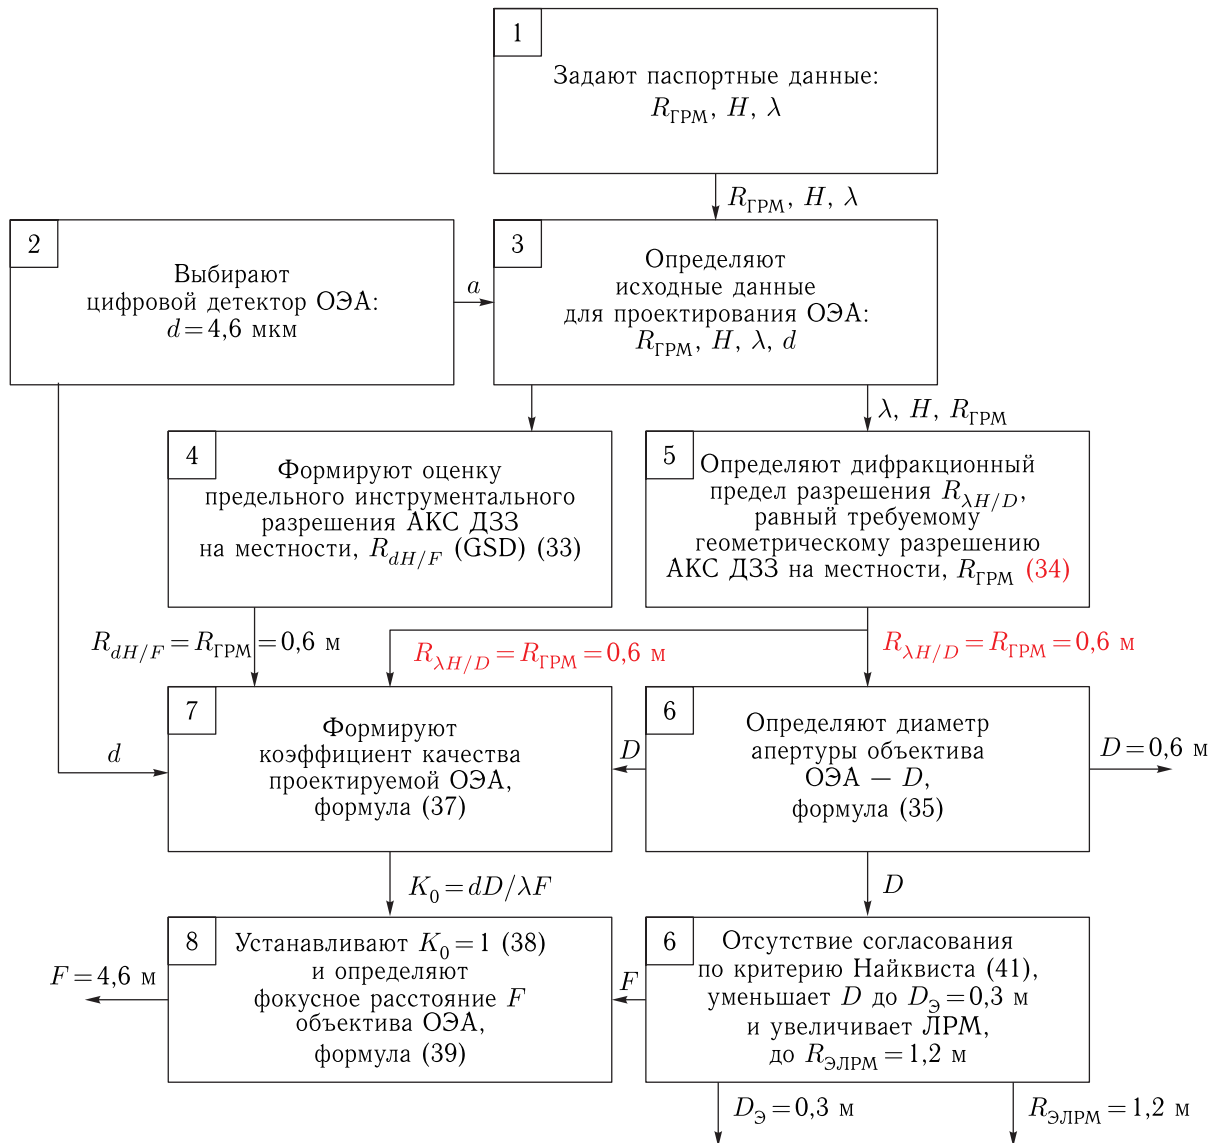 1
Задают паспортные данные:
R_ГРМ, H, λ
R_ГРМ, H, λ
2
Выбирают
цифровой детектор ОЭА:
d = 4,6 мкм
a
3
Определяют
исходные данные
для проектирования ОЭА:
R_ГРМ, H, λ, d
λ, H, R_ГРМ
4
Формируют оценку
предельного инструментального
разрешения АКС ДЗЗ
на местности, R_dH/F (GSD) (33)
5
Определяют дифракционный
предел разрешения R_λH/D,
равный требуемому
геометрическому разрешению
АКС ДЗЗ на местности, R_ГРМ (34)
R_dH/F = R_ГРМ = 0,6 м
R_λH/D = R_ГРМ = 0,6 м
R_λH/D = R_ГРМ = 0,6 м
d
7
Формируют
коэффициент качества
проектируемой ОЭА,
формула (37)
D
6
Определяют диаметр
апертуры объектива
ОЭА − D,
формула (35)
D = 0,6 м
K_0 = dD/λF
D
F = 4,6 м
8
Устанавливают K_0 = 1 (38)
и определяют
фокусное расстояние F
объектива ОЭА,
формула (39)
F
6
Отсутствие согласования
по критерию Найквиста (41),
уменьшает D до D_Э = 0,3 м
и увеличивает ЛРМ,
до R_ЭЛРМ = 1,2 м
D_Э = 0,3 м
R_ЭЛРМ = 1,2 м